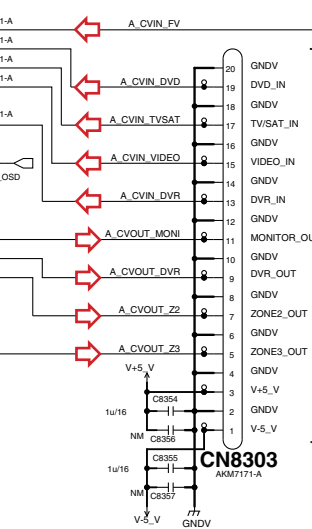 1-A
A_CVIN_FV
1-A
1-A
1-A
20 GNDV
A_CVIN_DVD 19 DVD_IN
18 GNDV
1-A
A_CVIN_TVSAT 17 TV/SAT_IN
16 GNDV
A_CVIN_VIDEO 15 VIDEO_IN
_OSD
14 GNDV
A_CVIN_DVR 13 DVR_IN
12 GNDV
A_CVOUT_MONI 11 MONITOR_OU
10 GNDV
A_CVOUT_DVR 9 DVR_OUT
8 GNDV
A_CVOUT_Z2 7 ZONE2_OUT
6 GNDV
A_CVOUT_Z3 5 ZONE3_OUT
V+5_V 4 GNDV
3 V+5_V
C8354
1u/16 2 GNDV
1 V-5_V
NM C8356
C8355
CN8303
1u/16
AKM7171-A
NM C8357
V-5_V GNDV